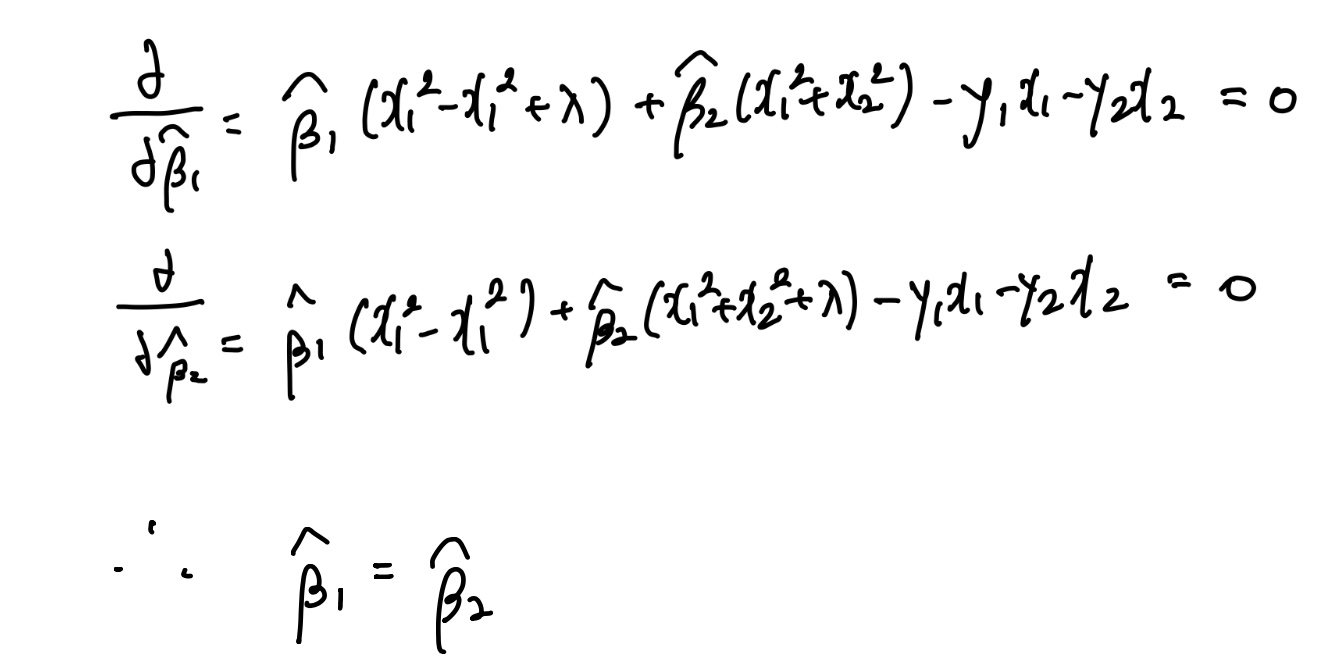 ∂/∂β̂₁ = β̂₁ (x₁² - x₁² + λ) + β̂₂ (x₁² + x₂²) - y₁x₁ - y₂x₂ = 0
∂/∂β̂₂ = β̂₁ (x₁² - x₁²) + β̂₂ (x₁² + x₂² + λ) - y₁x₁ - y₂x₂ = 0
∴ β̂₁ = β̂₂